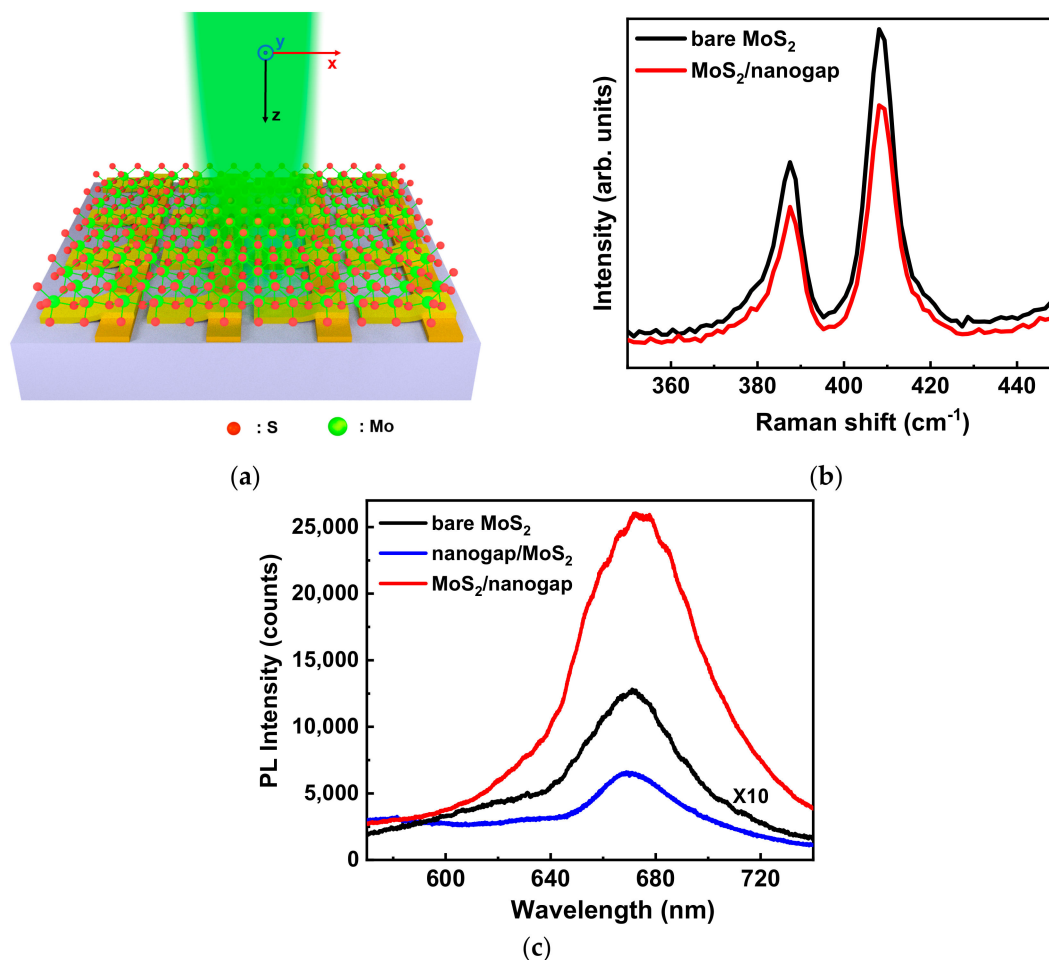 y
x
z
: S : Mo
(a)
bare MoS₂
MoS₂/nanogap
Intensity (arb. units)
360 380 400 420 440
Raman shift (cm⁻¹)
(b)
bare MoS₂
nanogap/MoS₂
MoS₂/nanogap
PL Intensity (counts)
25,000
20,000
15,000
10,000
5,000
0
X10
600 640 680 720
Wavelength (nm)
(c)